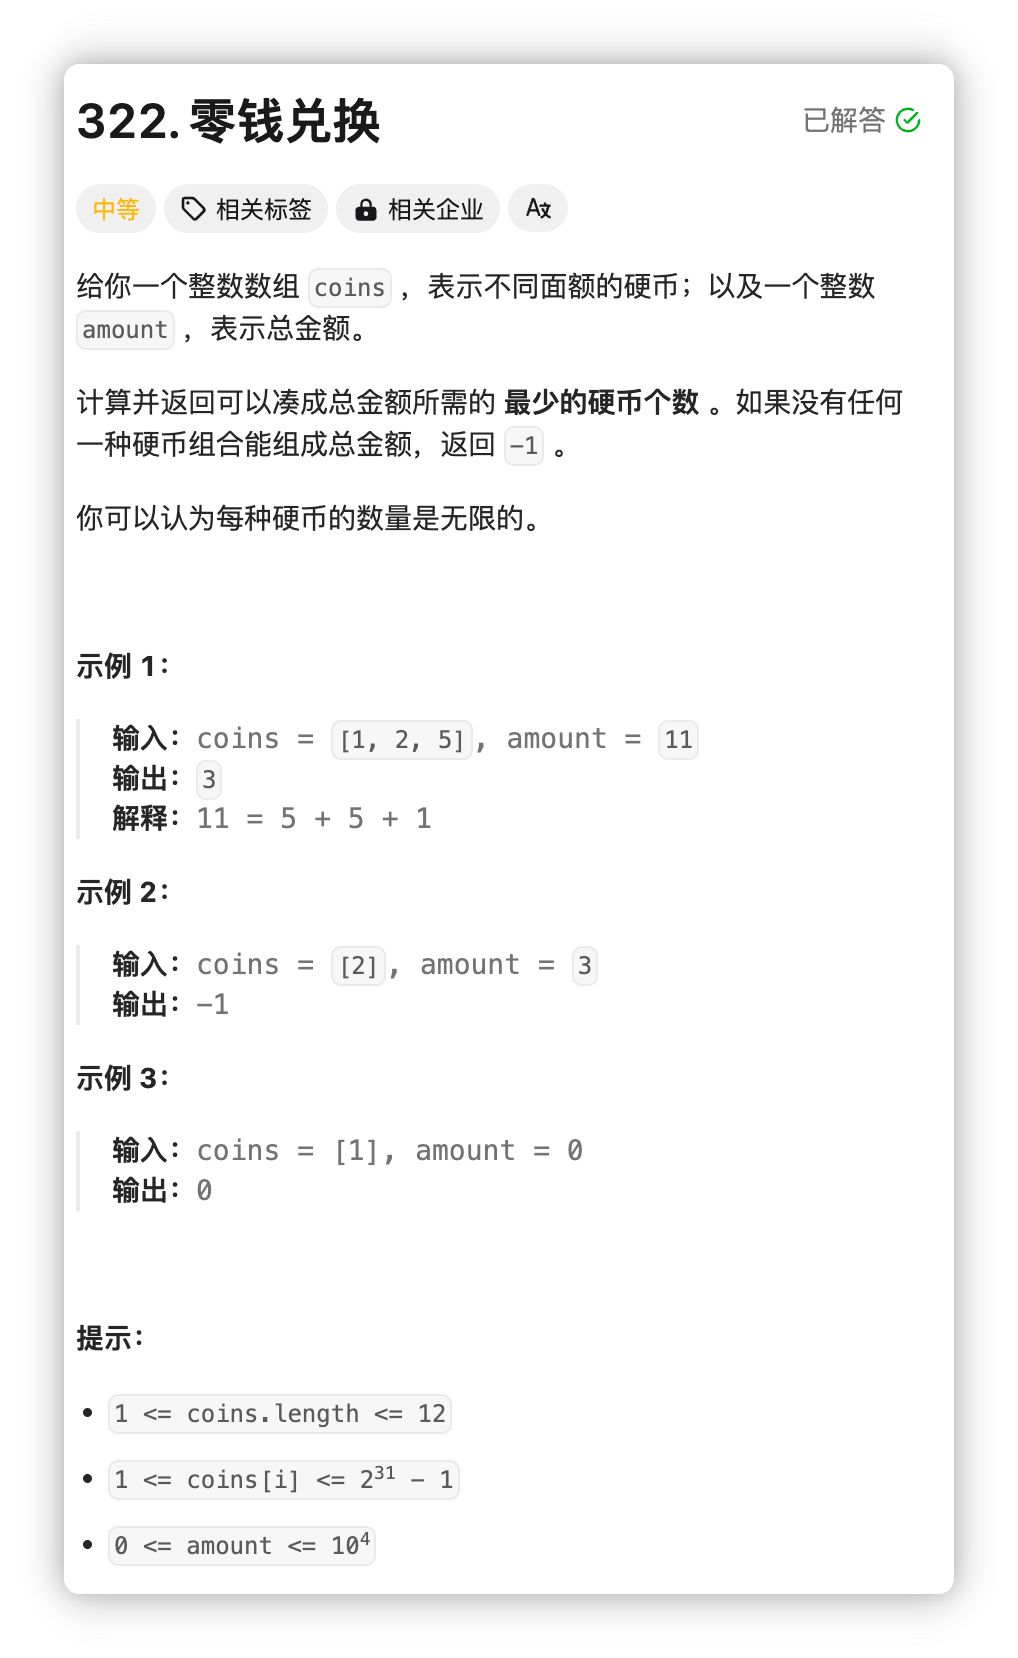 322. 零钱兑换
已解答
中等 相关标签 相关企业
给你一个整数数组 coins ，表示不同面额的硬币；以及一个整数
amount ，表示总金额。
计算并返回可以凑成总金额所需的 最少的硬币个数 。如果没有任何
一种硬币组合能组成总金额，返回 -1 。
你可以认为每种硬币的数量是无限的。
示例 1：
输入：coins = [1, 2, 5], amount = 11
输出：3
解释：11 = 5 + 5 + 1
示例 2：
输入：coins = [2], amount = 3
输出：-1
示例 3：
输入：coins = [1], amount = 0
输出：0
提示：
• 1 <= coins.length <= 12
• 1 <= coins[i] <= 2³¹ - 1
• 0 <= amount <= 10⁴